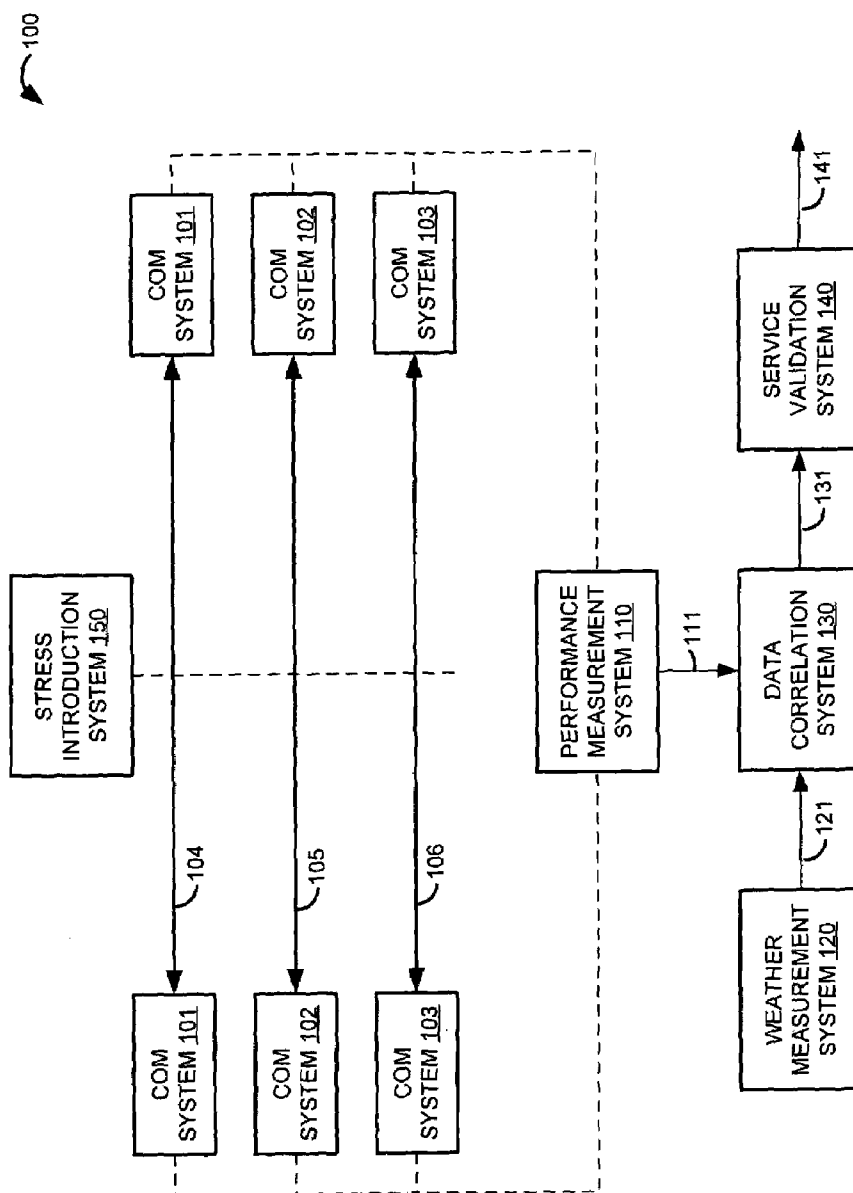 100
STRESS
INTRODUCTION
SYSTEM 150
COM
SYSTEM 101
104
COM
SYSTEM 101
COM
SYSTEM 102
105
COM
SYSTEM 102
COM
SYSTEM 103
106
COM
SYSTEM 103
PERFORMANCE
MEASUREMENT
SYSTEM 110
111
WEATHER
MEASUREMENT
SYSTEM 120
121
DATA
CORRELATION
SYSTEM 130
131
SERVICE
VALIDATION
SYSTEM 140
141